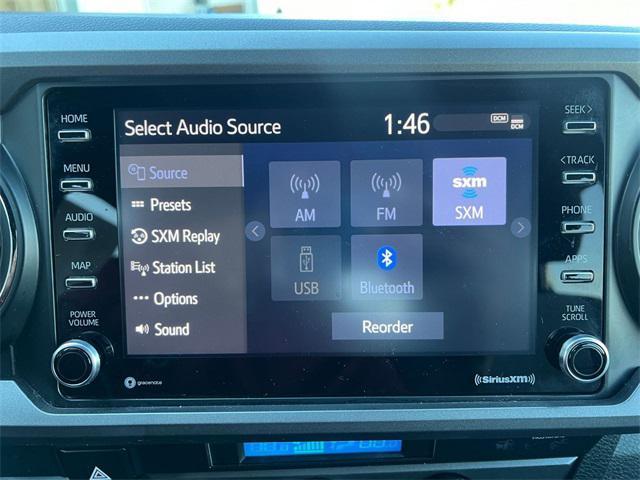 HOME
MENU
AUDIO
MAP
POWER
VOLUME
Select Audio Source
1:46
DCM
DCM
Source
Presets
SXM Replay
Station List
Options
Sound
AM
FM
sxm
SXM
USB
Bluetooth
Reorder
SEEK >
< TRACK
PHONE
APPS
TUNE
SCROLL
gracenote
((SiriusXM))